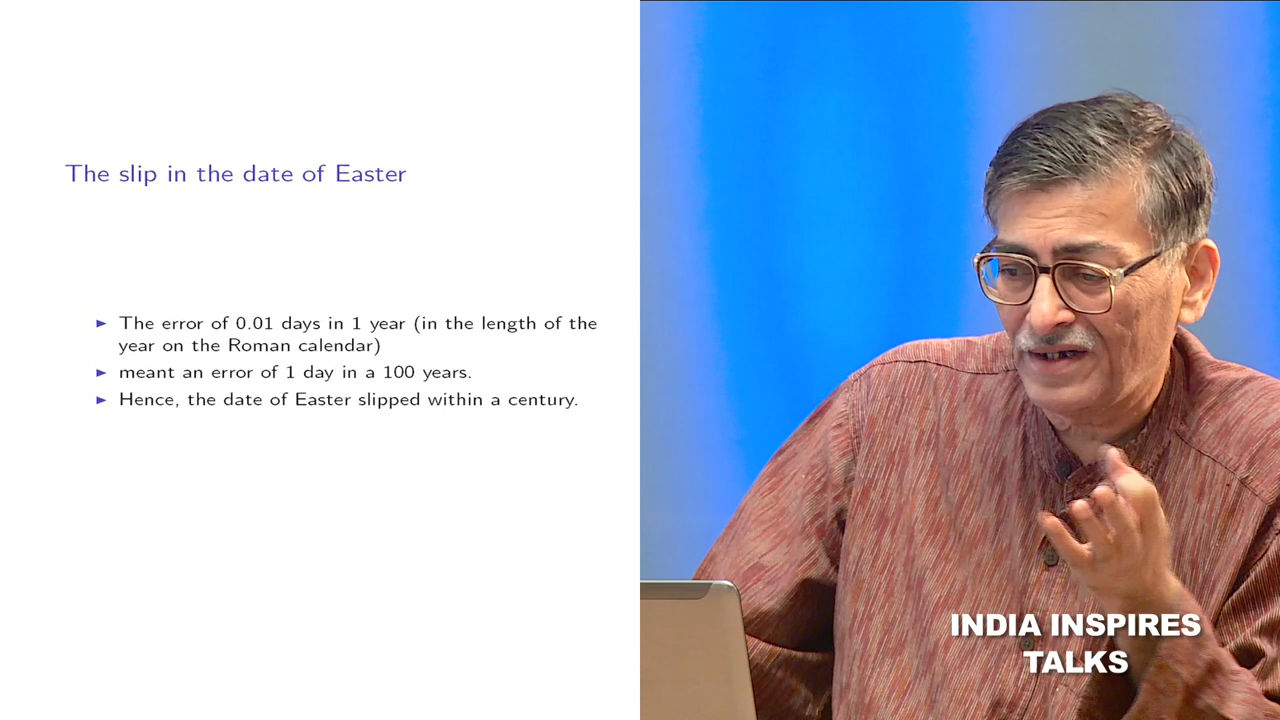 The slip in the date of Easter
► The error of 0.01 days in 1 year (in the length of the
year on the Roman calendar)
► meant an error of 1 day in a 100 years.
► Hence, the date of Easter slipped within a century.
INDIA INSPIRES
TALKS